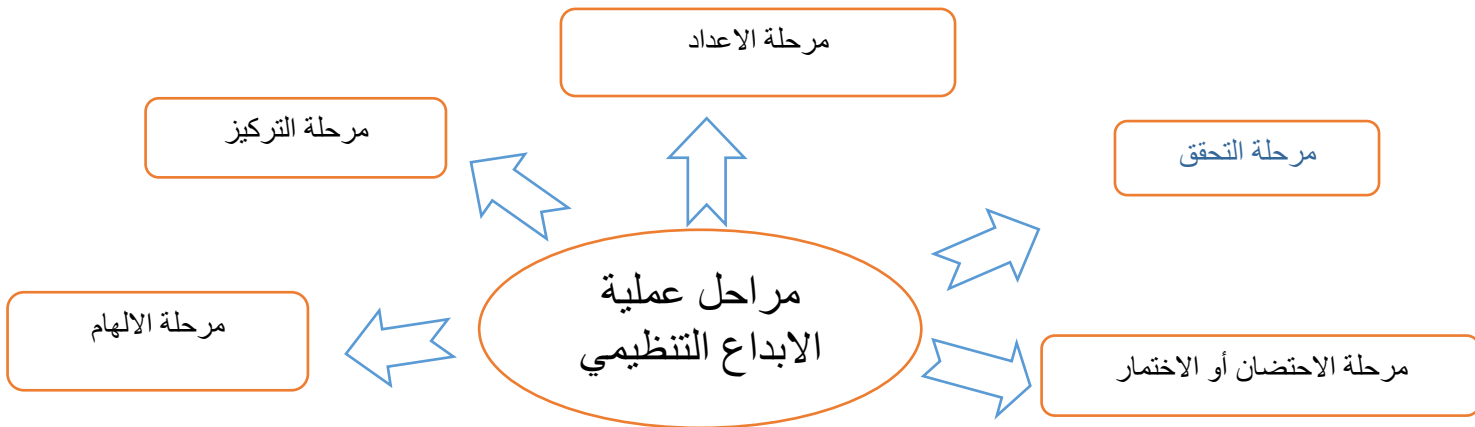 مرحلة الاعداد
مرحلة التركيز
مرحلة التحقق
مراحل عملية
الابداع التنظيمي
مرحلة الالهام
مرحلة الاحتضان أو الاختمار